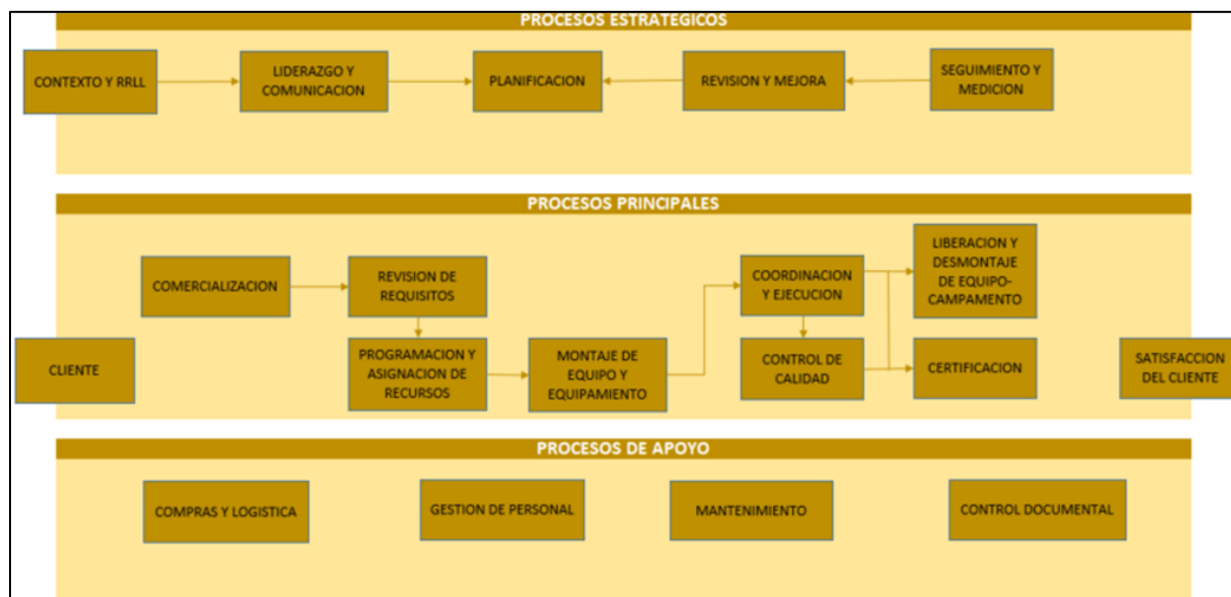 PROCESOS ESTRATEGICOS
CONTEXTO Y RRLL
LIDERAZGO Y
COMUNICACION
PLANIFICACION
REVISION Y MEJORA
SEGUIMIENTO Y
MEDICION
PROCESOS PRINCIPALES
COMERCIALIZACION
REVISION DE
REQUISITOS
COORDINACION
Y EJECUCION
LIBERACION Y
DESMONTAJE
DE EQUIPO-
CAMPAMENTO
CLIENTE
PROGRAMACION Y
ASIGNACION DE
RECURSOS
MONTAJE DE
EQUIPO Y
EQUIPAMIENTO
CONTROL DE
CALIDAD
CERTIFICACION
SATISFACCION
DEL CLIENTE
PROCESOS DE APOYO
COMPRAS Y LOGISTICA
GESTION DE PERSONAL
MANTENIMIENTO
CONTROL DOCUMENTAL